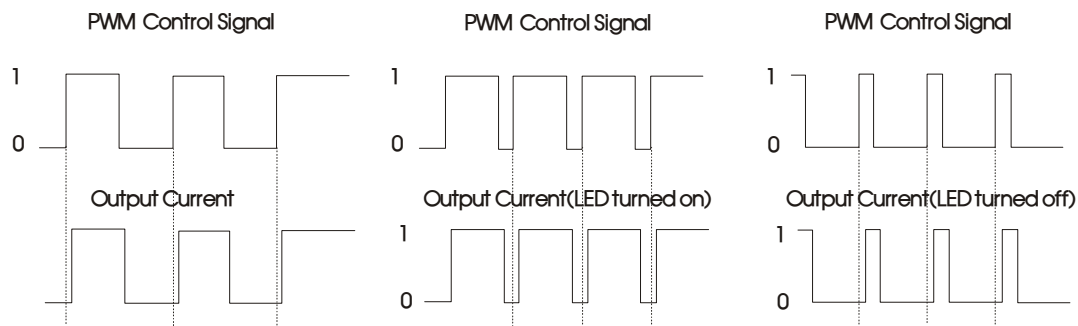 PWM Control Signal
1
0
Output Current
PWM Control Signal
1
0
Output Current(LED turned on)
1
0
PWM Control Signal
1
0
Output Current(LED turned off)
1
0